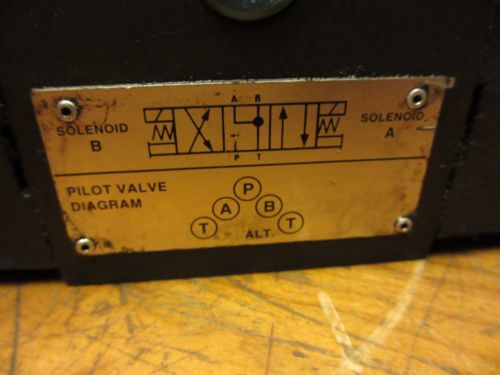 A B
SOLENOID
B
SOLENOID
A
P T
PILOT VALVE
DIAGRAM
P
A B
T T
ALT.